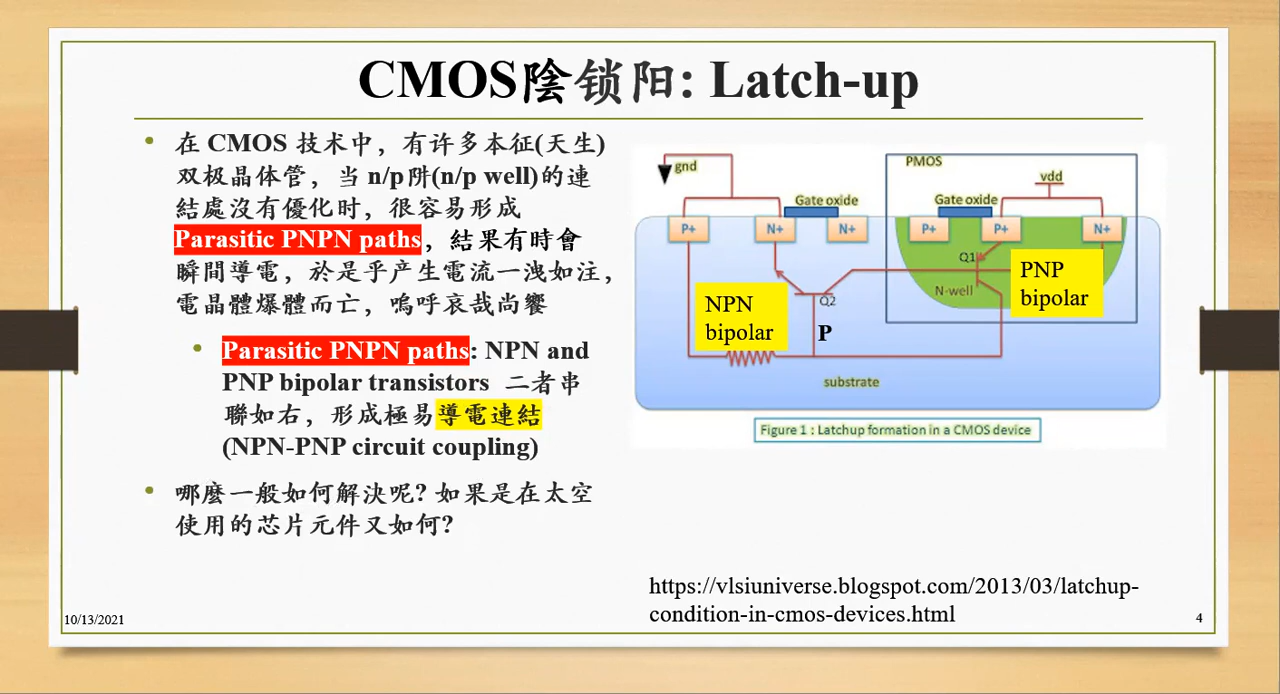 CMOS陰锁阳: Latch-up
• 在 CMOS 技术中，有许多本征(天生)
双极晶体管，当 n/p阱(n/p well)的連
結處沒有優化时，很容易形成
Parasitic PNPN paths，結果有時會
瞬間導電，於是乎产生電流一洩如注，
電晶體爆體而亡，嗚呼哀哉尚饗
• Parasitic PNPN paths: NPN and
PNP bipolar transistors 二者串
聯如右，形成極易導電連結
(NPN-PNP circuit coupling)
• 哪麼一般如何解決呢? 如果是在太空
使用的芯片元件又如何?
gnd
PMOS
vdd
Gate oxide
Gate oxide
P+
N+
N+
P+
P+
N+
Q1
PNP
bipolar
N-well
NPN
bipolar
Q2
P
substrate
Figure 1 : Latchup formation in a CMOS device
https://vlsiuniverse.blogspot.com/2013/03/latchup-
condition-in-cmos-devices.html
10/13/2021
4